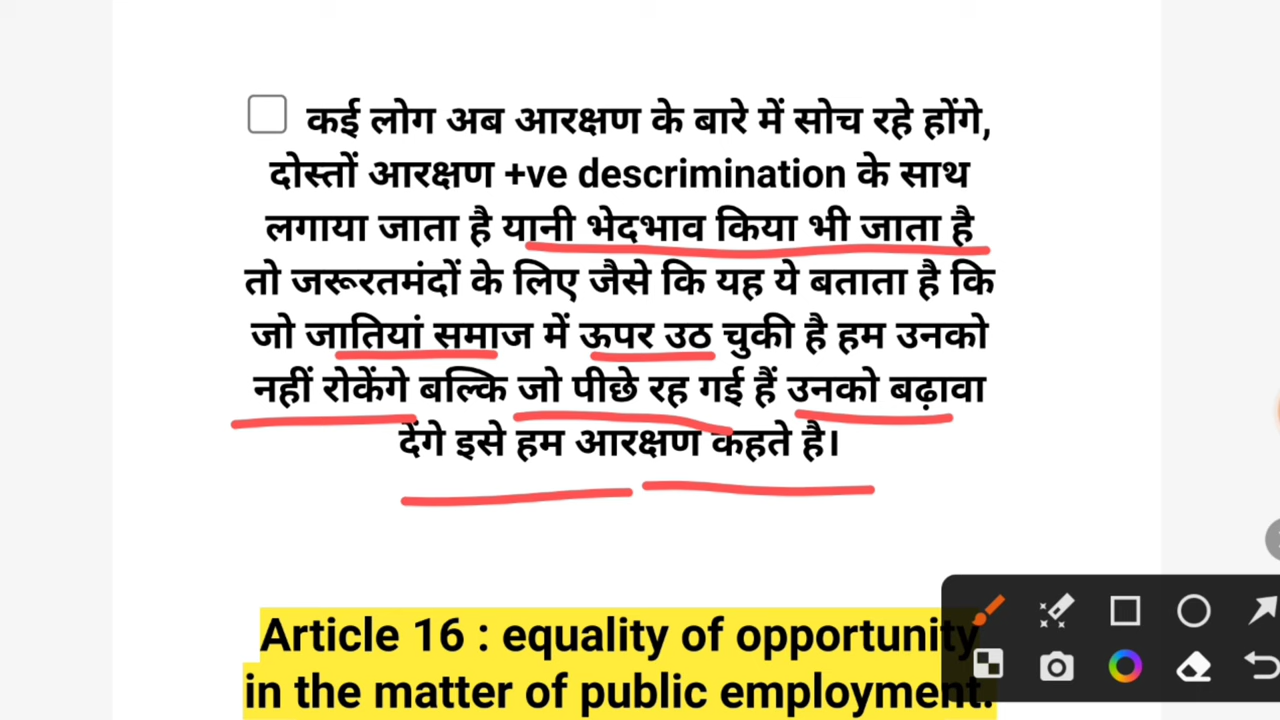 कई लोग अब आरक्षण के बारे में सोच रहे होंगे,
दोस्तों आरक्षण +ve descrimination के साथ
लगाया जाता है यानी भेदभाव किया भी जाता है
तो जरूरतमंदों के लिए जैसे कि यह ये बताता है कि
जो जातियां समाज में ऊपर उठ चुकी है हम उनको
नहीं रोकेंगे बल्कि जो पीछे रह गई हैं उनको बढ़ावा
देंगे इसे हम आरक्षण कहते है।
Article 16 : equality of opportunity
in the matter of public employment.